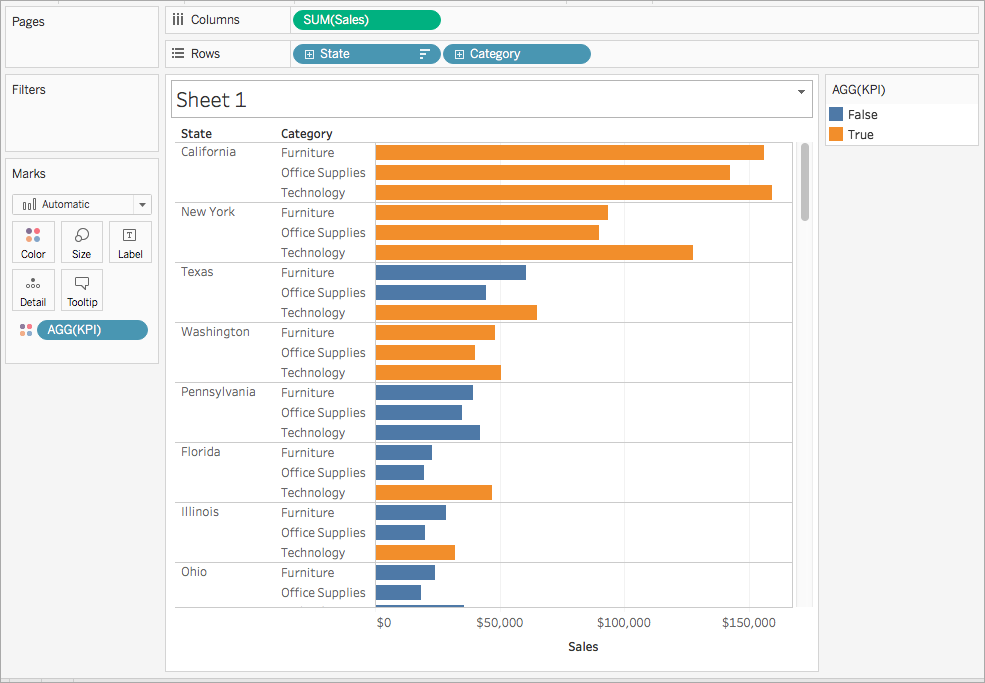 Pages
Columns
SUM(Sales)
Rows
State
Category
Filters
Marks
Automatic
Color
Size
Label
Detail
Tooltip
AGG(KPI)
Sheet 1
State Category
California Furniture
Office Supplies
Technology
New York Furniture
Office Supplies
Technology
Texas Furniture
Office Supplies
Technology
Washington Furniture
Office Supplies
Technology
Pennsylvania Furniture
Office Supplies
Technology
Florida Furniture
Office Supplies
Technology
Illinois Furniture
Office Supplies
Technology
Ohio Furniture
Office Supplies
$0 $50,000 $100,000 $150,000
Sales
AGG(KPI)
False
True